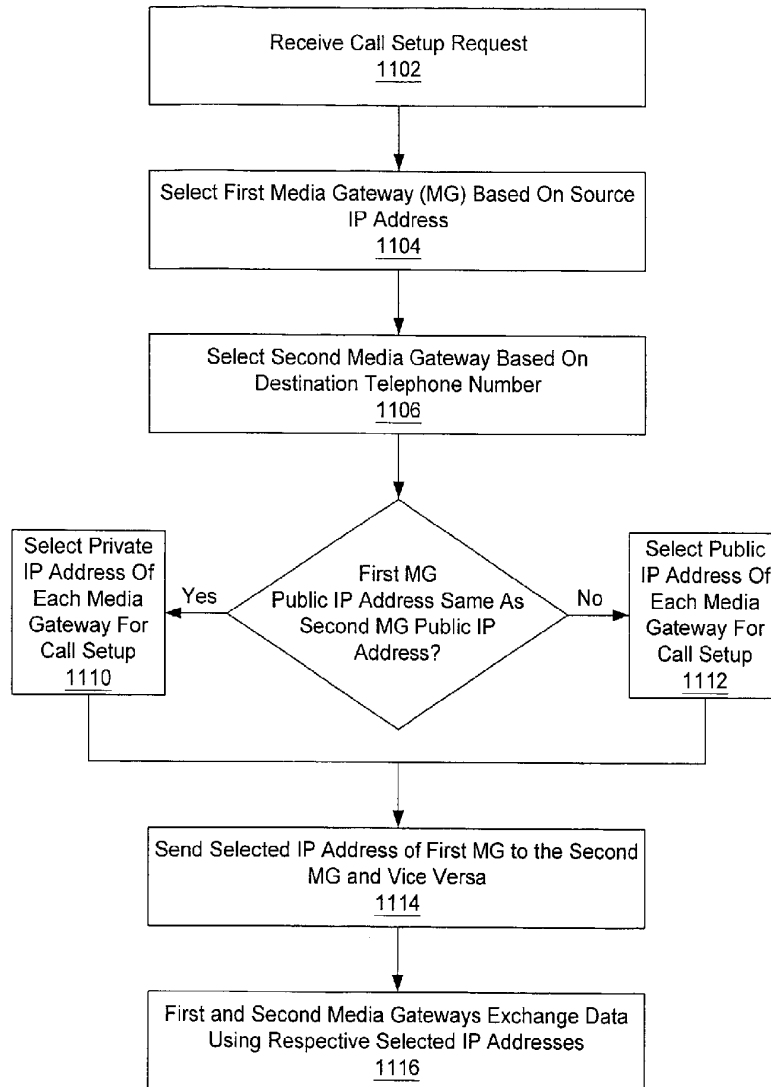 Receive Call Setup Request
1102
Select First Media Gateway (MG) Based On Source
IP Address
1104
Select Second Media Gateway Based On
Destination Telephone Number
1106
First MG
Public IP Address Same As
Second MG Public IP
Address?
Yes
No
Select Private
IP Address Of
Each Media
Gateway For
Call Setup
1110
Select Public
IP Address Of
Each Media
Gateway For
Call Setup
1112
Send Selected IP Address of First MG to the Second
MG and Vice Versa
1114
First and Second Media Gateways Exchange Data
Using Respective Selected IP Addresses
1116